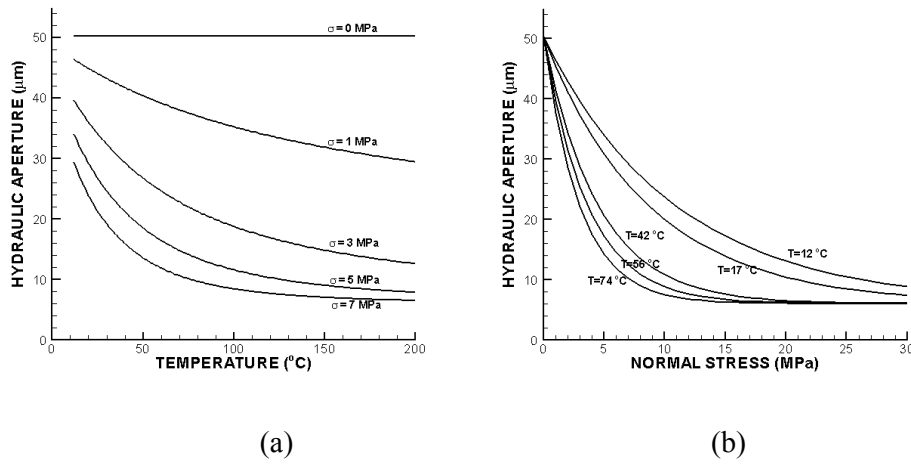 HYDRAULIC APERTURE (μm)
50
40
30
20
10
0
σ= 0 MPa
σ= 1 MPa
σ= 3 MPa
σ= 5 MPa
σ= 7 MPa
0
50
100
150
200
TEMPERATURE (°C)
(a)
HYDRAULIC APERTURE (μm)
50
40
30
20
10
0
T=42 °C
T=56 °C
T=74 °C
T=12 °C
T=17 °C
0
5
10
15
20
25
30
NORMAL STRESS (MPa)
(b)